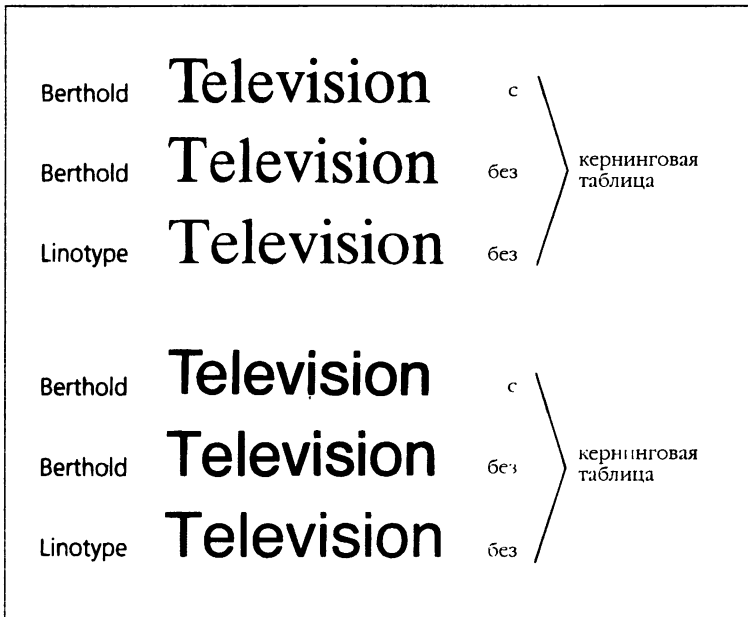 Berthold Television с
Berthold Television без
Linotype Television без
кернинговая
таблица
Berthold Television с
Berthold Television без
Linotype Television без
кернинговая
таблица